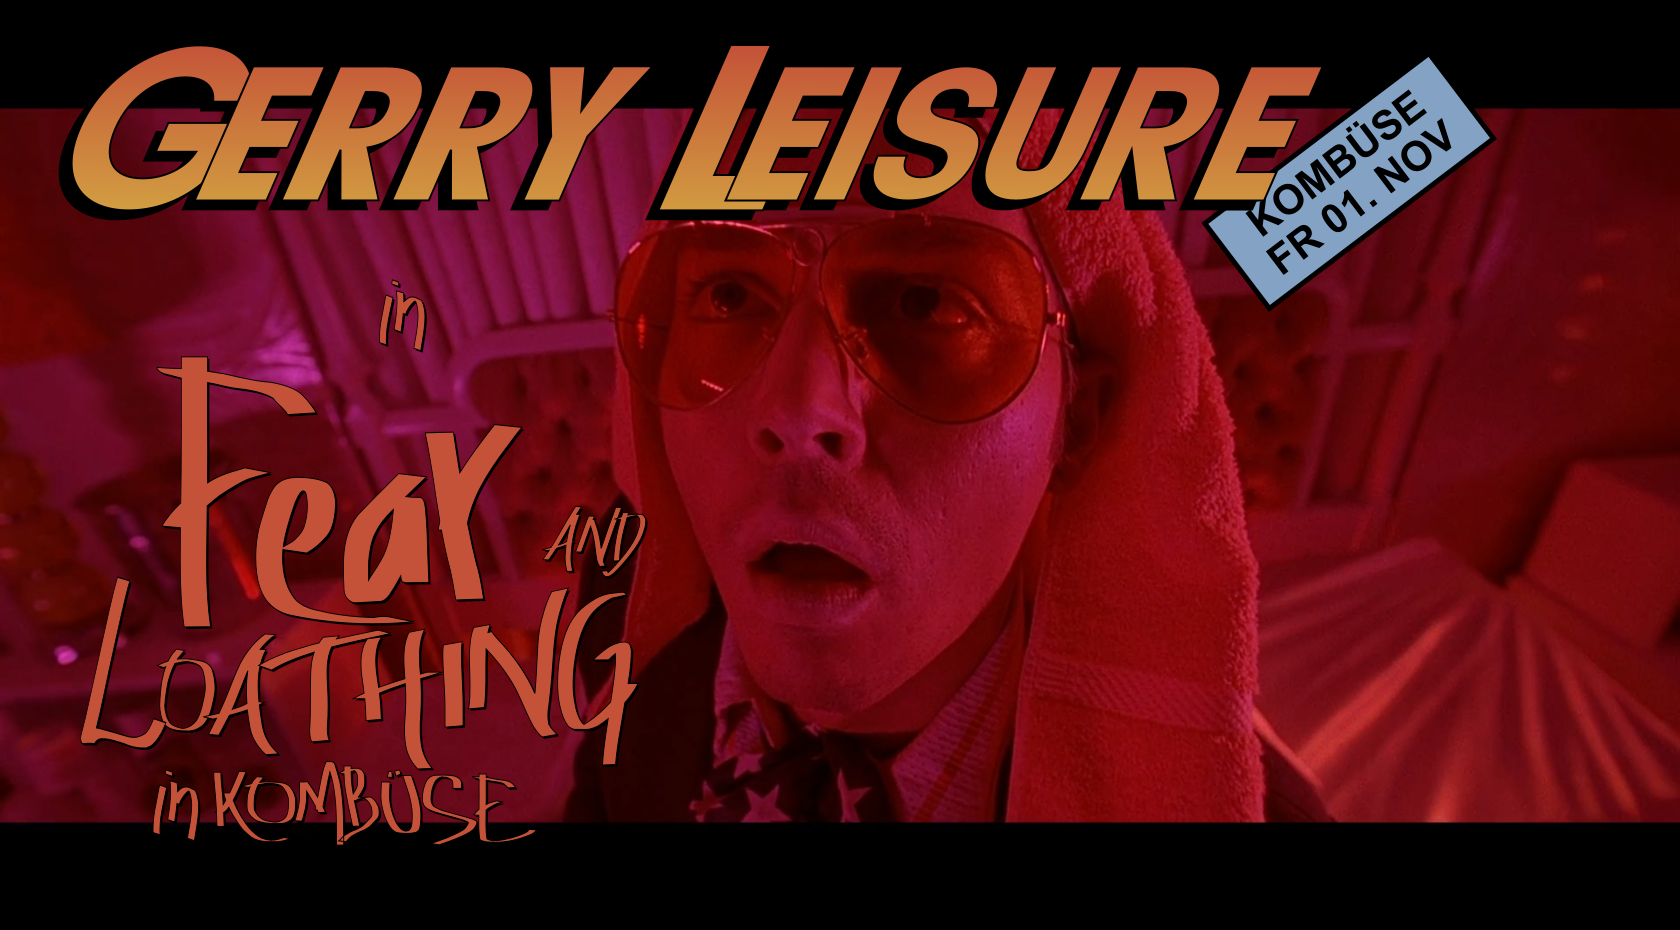 GERRY LEISURE
KOMBÜSE
FR 01. NOV
in
Fear
AND
LOATHING
in KOMBÜSE